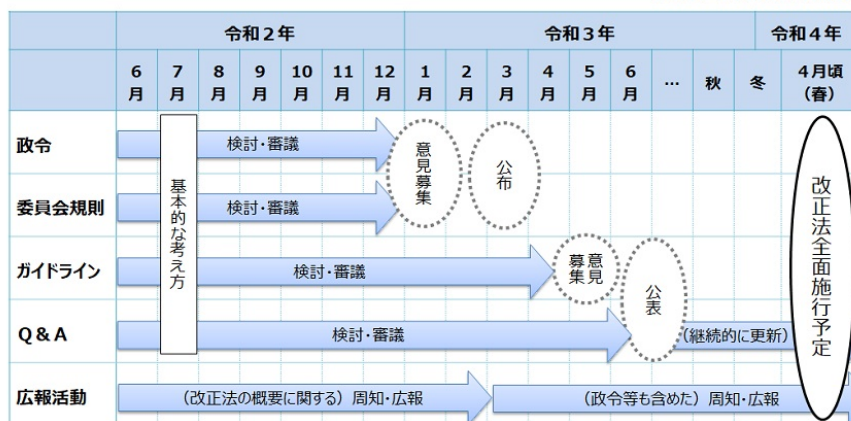 令和２年 令和３年 令和４年
6月 7月 8月 9月 10月 11月 12月 1月 2月 3月 4月 5月 6月 … 秋 冬 4月頃（春）
政令 検討・審議
委員会規則 検討・審議
基本的な考え方
意見募集
公布
ガイドライン 検討・審議
意見募集
公表
Ｑ＆Ａ 検討・審議 (継続的に更新)
広報活動 (改正法の概要に関する) 周知・広報 (政令等も含めた) 周知・広報
改正法全面施行予定